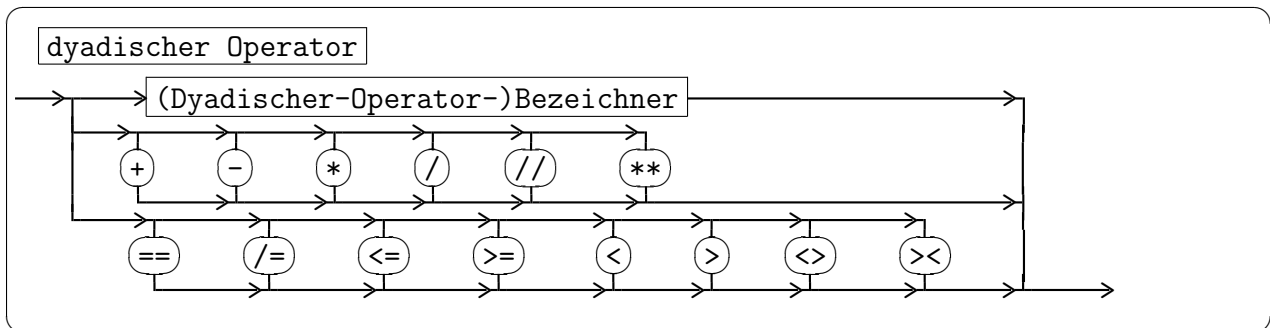 dyadischer Operator
(Dyadischer-Operator-)Bezeichner
+ - * / // **
== /= <= >= < > <> ><